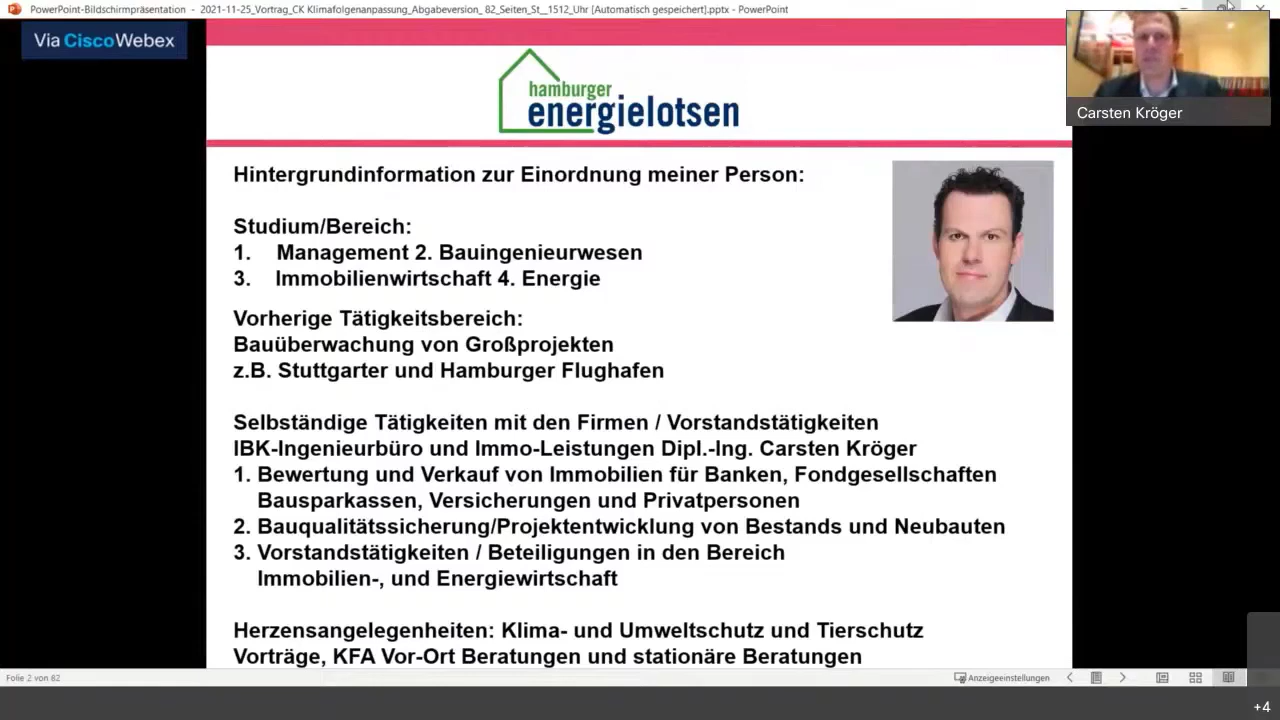 PowerPoint-Bildschirmpräsentation - 2021-11-25_Vortrag_CK Klimafolgenanpassung_Abgabeversion_ 82_Seiten_St__1512_Uhr [Automatisch gespeichert].pptx - PowerPoint
Via Cisco Webex
hamburger
energielotsen
Carsten Kröger
Hintergrundinformation zur Einordnung meiner Person:
Studium/Bereich:
1. Management 2. Bauingenieurwesen
3. Immobilienwirtschaft 4. Energie
Vorherige Tätigkeitsbereich:
Bauüberwachung von Großprojekten
z.B. Stuttgarter und Hamburger Flughafen
Selbständige Tätigkeiten mit den Firmen / Vorstandstätigkeiten
IBK-Ingenieurbüro und Immo-Leistungen Dipl.-Ing. Carsten Kröger
1. Bewertung und Verkauf von Immobilien für Banken, Fondgesellschaften
Bausparkassen, Versicherungen und Privatpersonen
2. Bauqualitätssicherung/Projektentwicklung von Bestands und Neubauten
3. Vorstandstätigkeiten / Beteiligungen in den Bereich
Immobilien-, und Energiewirtschaft
Herzensangelegenheiten: Klima- und Umweltschutz und Tierschutz
Vorträge, KFA Vor-Ort Beratungen und stationäre Beratungen
Folie 2 von 82
Anzeigeeinstellungen
+4